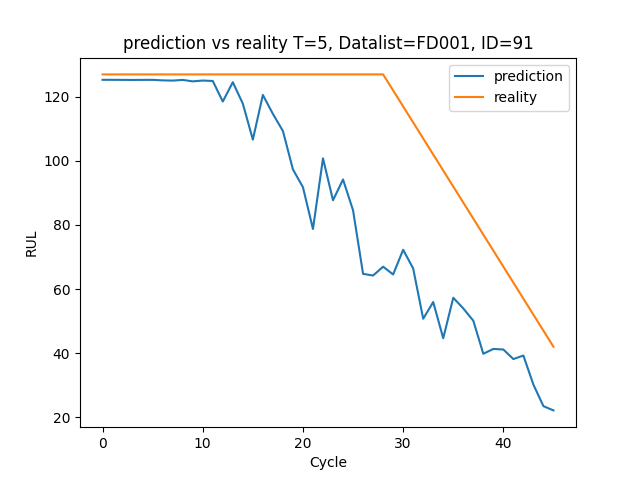 prediction vs reality T=5, Datalist=FD001, ID=91
prediction
reality
120
100
80
60
40
20
RUL
0
10
20
30
40
Cycle